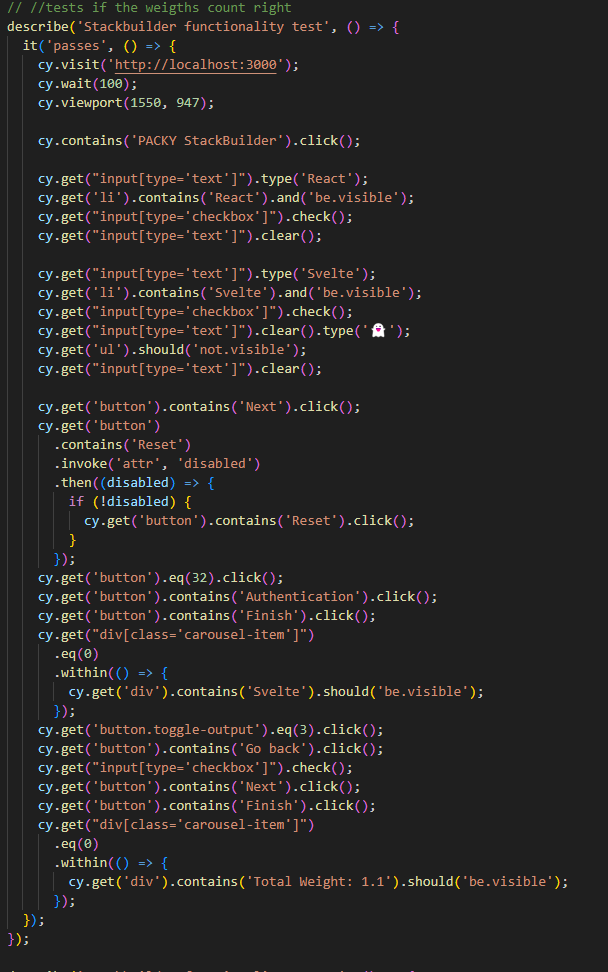 // //tests if the weigths count right
describe('Stackbuilder functionality test', () => {
  it('passes', () => {
    cy.visit('http://localhost:3000');
    cy.wait(100);
    cy.viewport(1550, 947);

    cy.contains('PACKY StackBuilder').click();

    cy.get("input[type='text']").type('React');
    cy.get('li').contains('React').and('be.visible');
    cy.get("input[type='checkbox']").check();
    cy.get("input[type='text']").clear();

    cy.get("input[type='text']").type('Svelte');
    cy.get('li').contains('Svelte').and('be.visible');
    cy.get("input[type='checkbox']").check();
    cy.get("input[type='text']").clear().type('👻');
    cy.get('ul').should('not.visible');
    cy.get("input[type='text']").clear();

    cy.get('button').contains('Next').click();
    cy.get('button')
      .contains('Reset')
      .invoke('attr', 'disabled')
      .then((disabled) => {
        if (!disabled) {
          cy.get('button').contains('Reset').click();
        }
      });
    cy.get('button').eq(32).click();
    cy.get('button').contains('Authentication').click();
    cy.get('button').contains('Finish').click();
    cy.get("div[class='carousel-item']")
      .eq(0)
      .within(() => {
        cy.get('div').contains('Svelte').should('be.visible');
      });
    cy.get('button.toggle-output').eq(3).click();
    cy.get('button').contains('Go back').click();
    cy.get("input[type='checkbox']").check();
    cy.get('button').contains('Next').click();
    cy.get('button').contains('Finish').click();
    cy.get("div[class='carousel-item']")
      .eq(0)
      .within(() => {
        cy.get('div').contains('Total Weight: 1.1').should('be.visible');
      });
  });
});